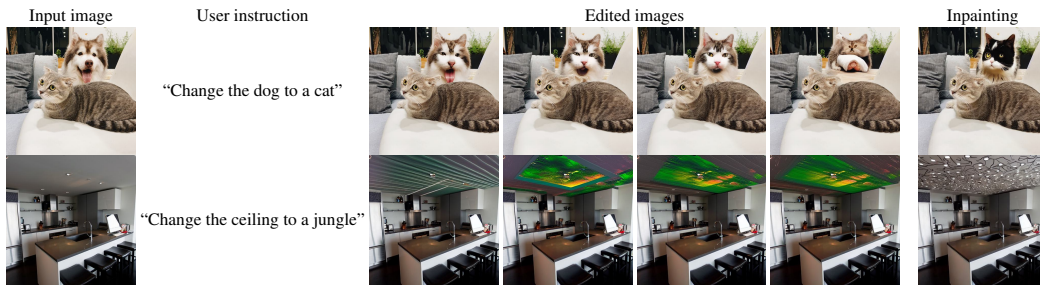 Input image
User instruction
Edited images
Inpainting
“Change the dog to a cat”
“Change the ceiling to a jungle”